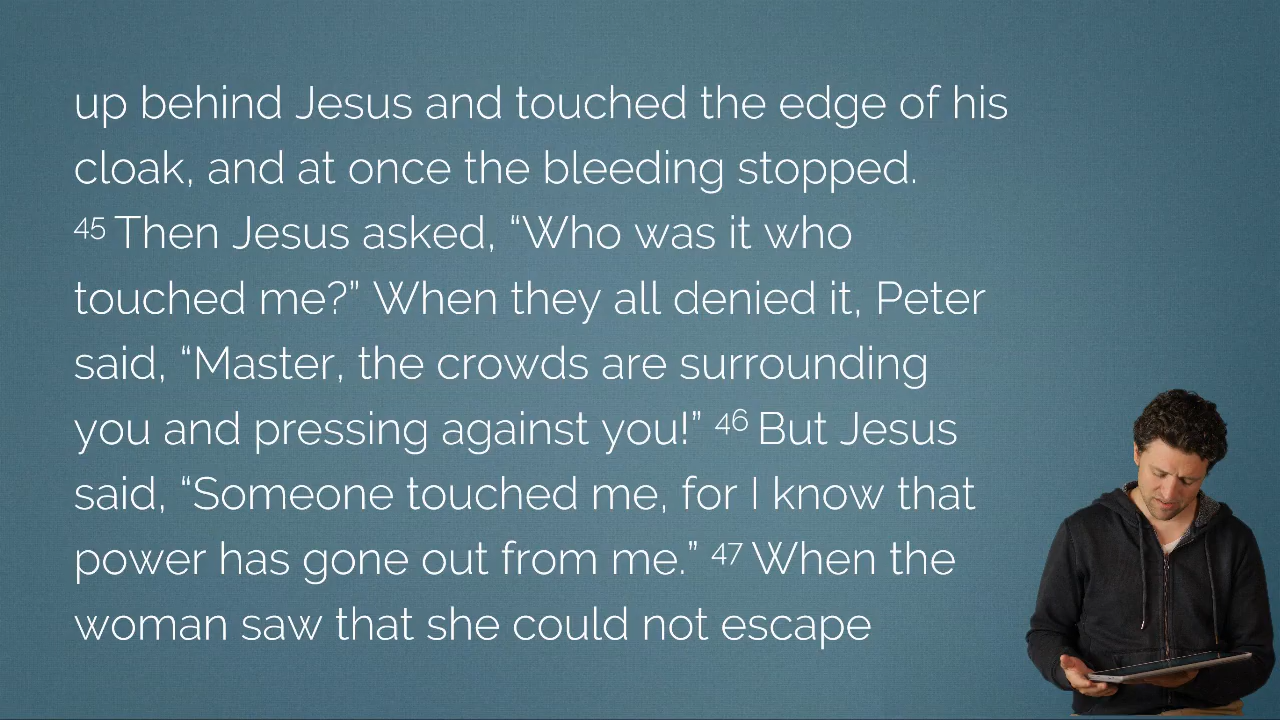 up behind Jesus and touched the edge of his
cloak, and at once the bleeding stopped.
45 Then Jesus asked, “Who was it who
touched me?” When they all denied it, Peter
said, “Master, the crowds are surrounding
you and pressing against you!” 46 But Jesus
said, “Someone touched me, for I know that
power has gone out from me.” 47 When the
woman saw that she could not escape